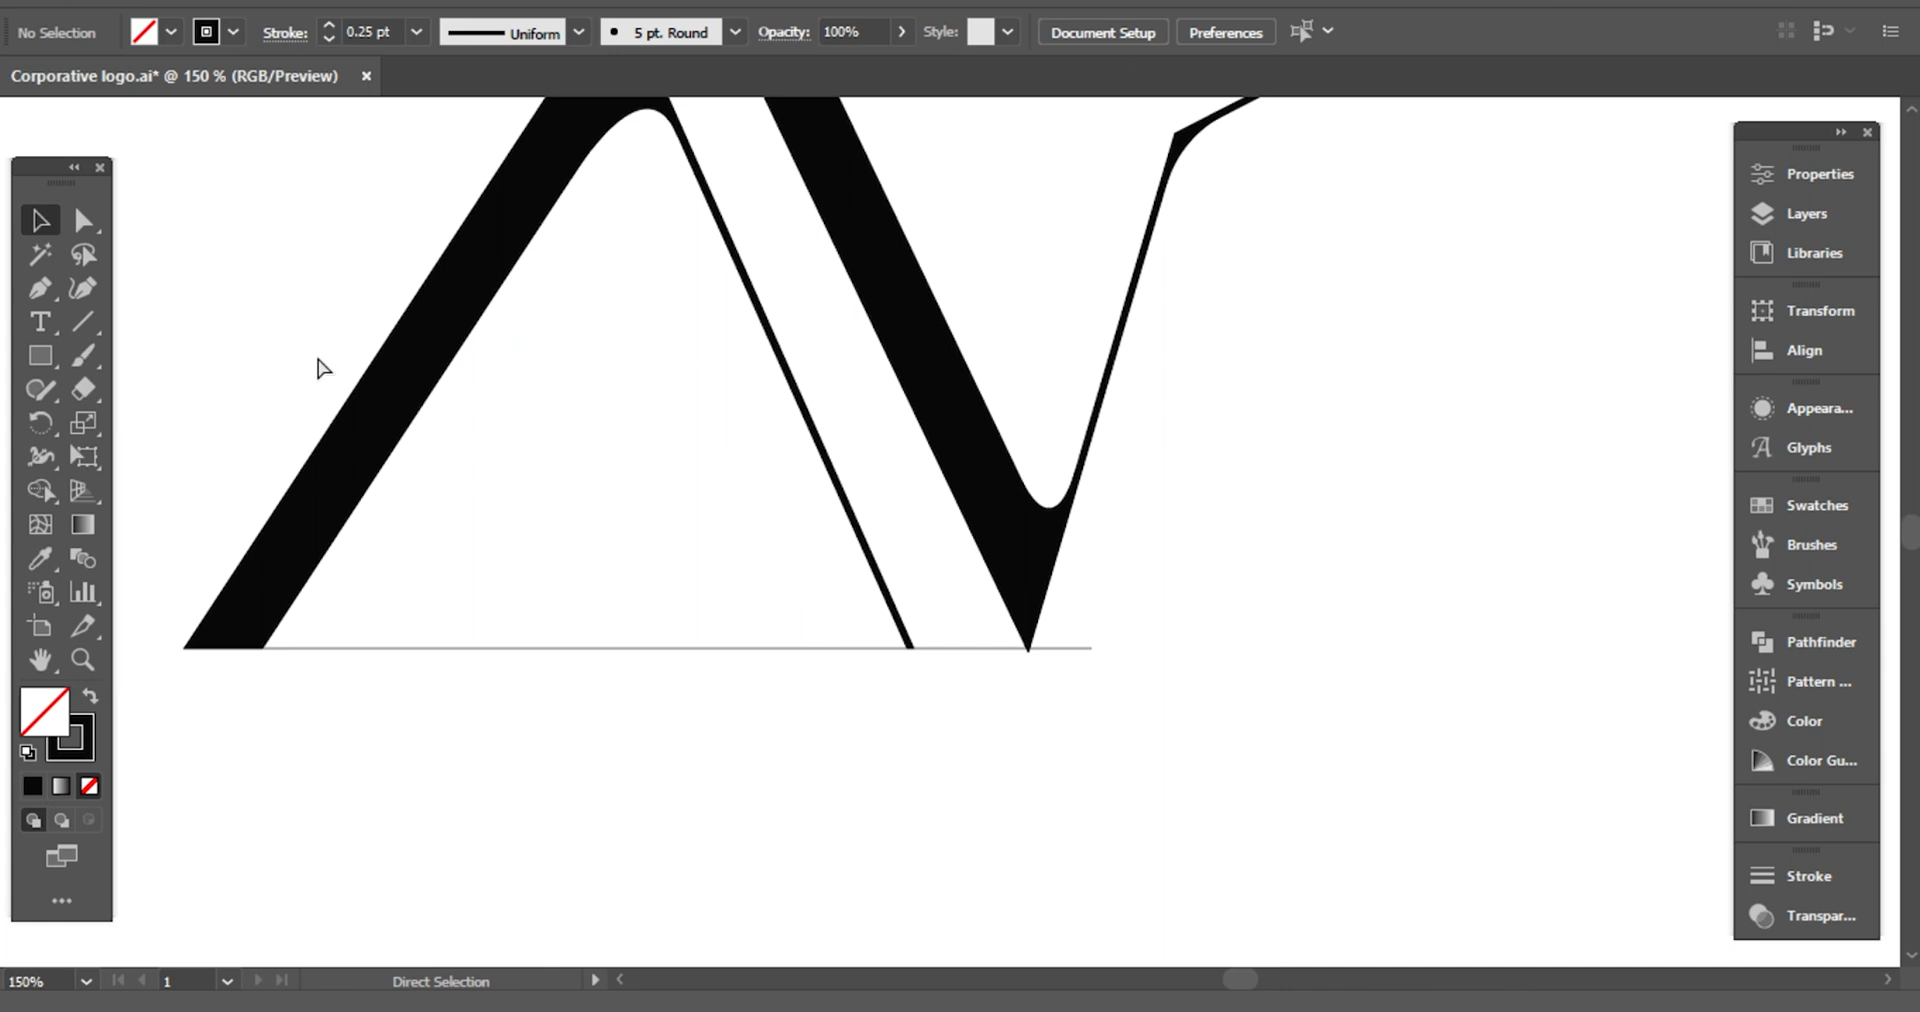 No Selection Stroke: 0.25 pt Uniform 5 pt. Round Opacity: 100% Style: Document Setup Preferences
Corporative logo.ai* @ 150 % (RGB/Preview)
Properties
Layers
Libraries
Transform
Align
Appeara...
Glyphs
Swatches
Brushes
Symbols
Pathfinder
Pattern ...
Color
Color Gu...
Gradient
Stroke
Transpar...
150% 1 Direct Selection